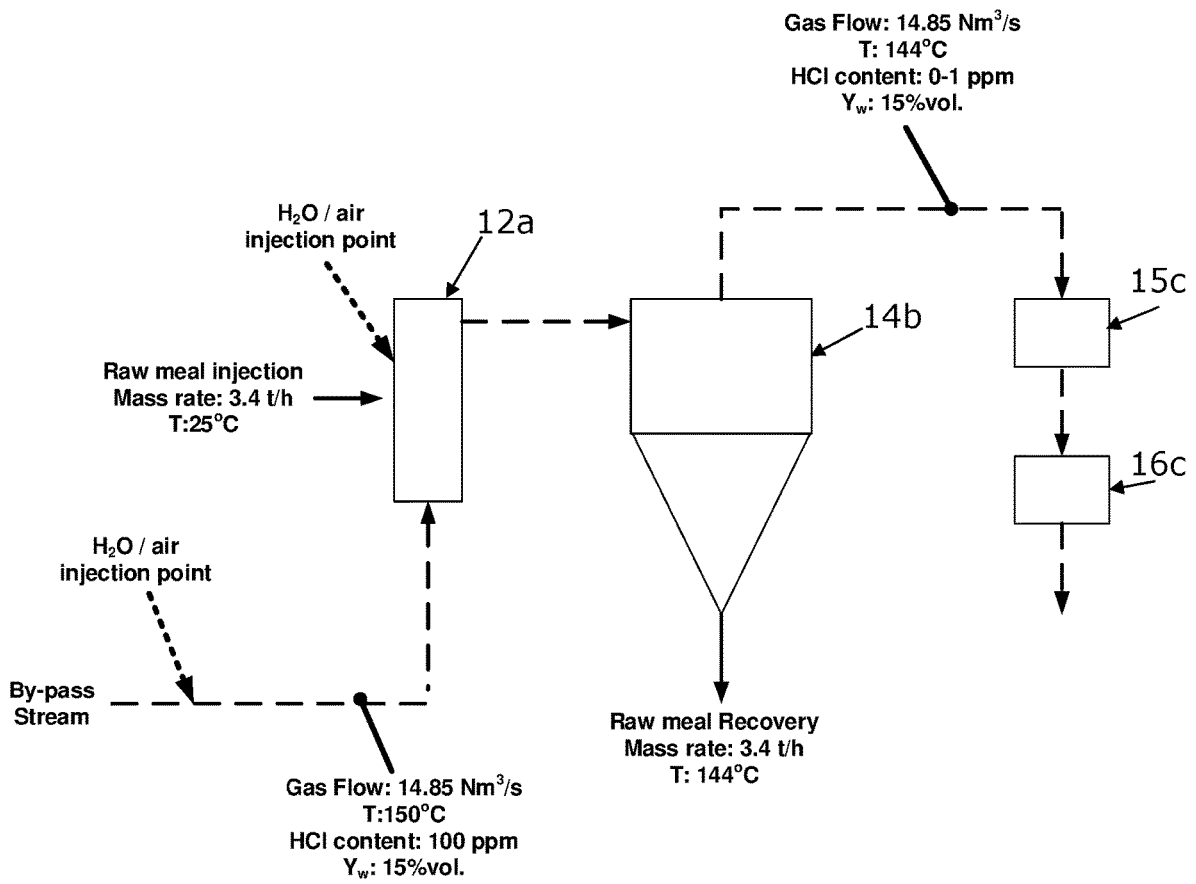 Gas Flow: 14.85 Nm³/s
T: 144°C
HCl content: 0-1 ppm
Yw: 15%vol.
H₂O / air
injection point
12a
15c
14b
Raw meal injection
Mass rate: 3.4 t/h
T:25°C
16c
H₂O / air
injection point
By-pass
Stream
Raw meal Recovery
Mass rate: 3.4 t/h
T: 144°C
Gas Flow: 14.85 Nm³/s
T:150°C
HCl content: 100 ppm
Yw: 15%vol.